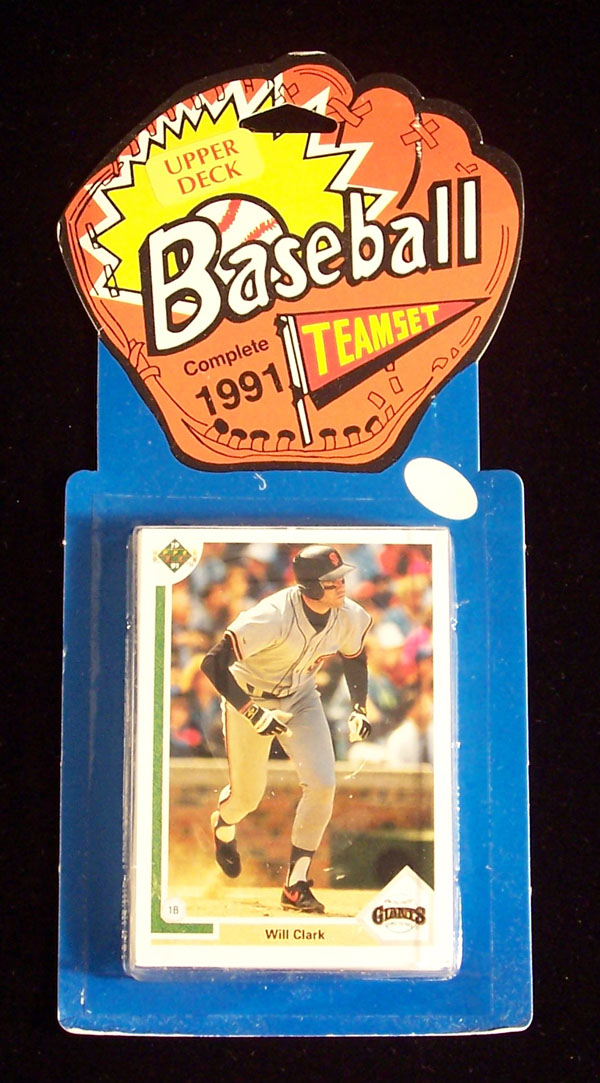 UPPER
DECK
Baseball
Complete
1991
TEAMSET
1B
GIANTS
Will Clark